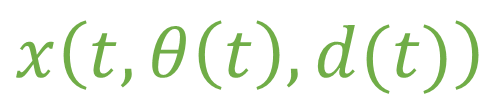 x(t, θ(t), d(t))